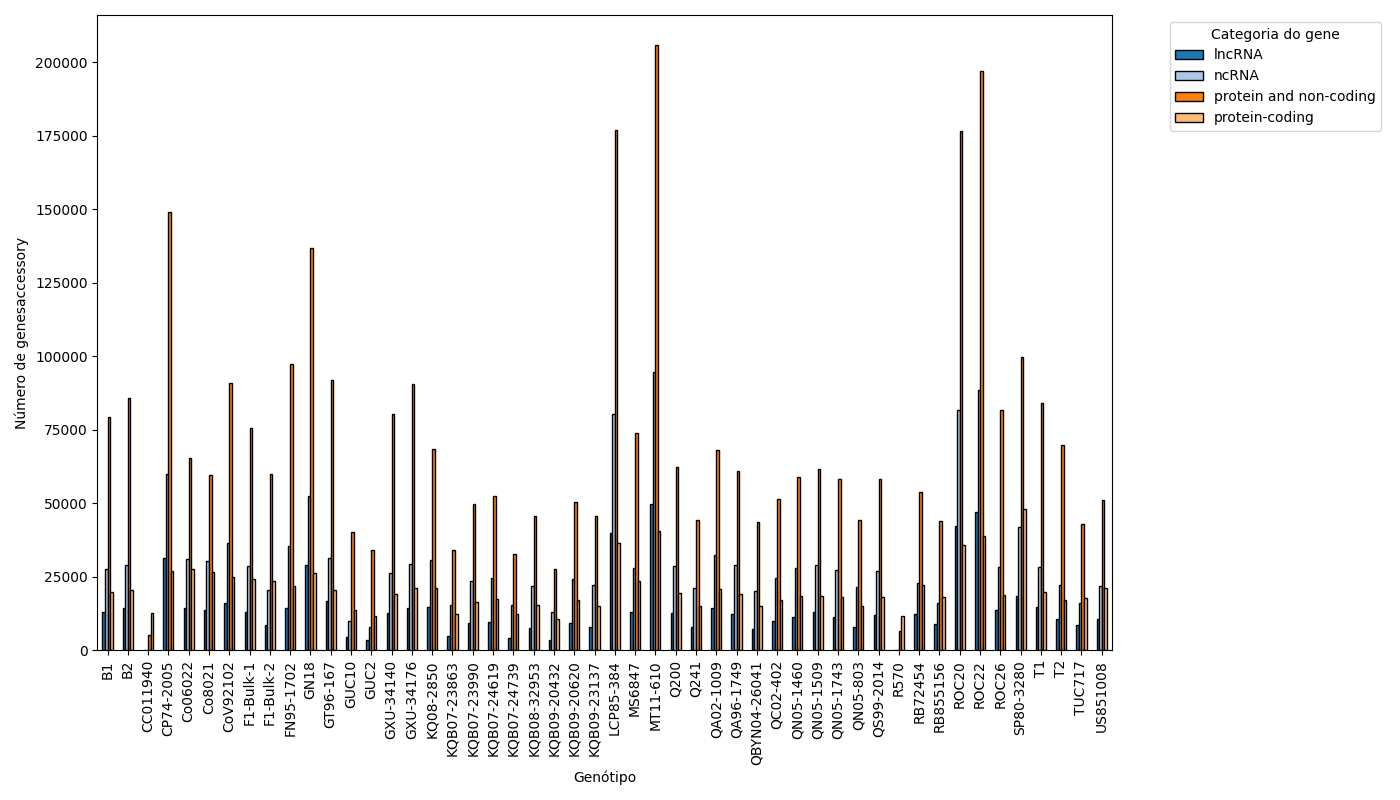 Categoria do gene
lncRNA
ncRNA
protein and non-coding
protein-coding
Número de genesaccessory
200000
175000
150000
125000
100000
75000
50000
25000
0
B1
B2
CC011940
CP74-2005
Co06022
Co8021
CoV92102
F1-Bulk-1
F1-Bulk-2
FN95-1702
GN18
GT96-167
GUC10
GUC2
GXU-34140
GXU-34176
KQ08-2850
KQB07-23863
KQB07-23990
KQB07-24619
KQB07-24739
KQB08-32953
KQB09-20432
KQB09-20620
KQB09-23137
LCP85-384
MS6847
MT11-610
Q200
Q241
QA02-1009
QA96-1749
QBYN04-26041
QC02-402
QN05-1460
QN05-1509
QN05-1743
QN05-803
QS99-2014
R570
RB72454
RB855156
ROC20
ROC22
ROC26
SP80-3280
T1
T2
TUC717
US851008
Genótipo